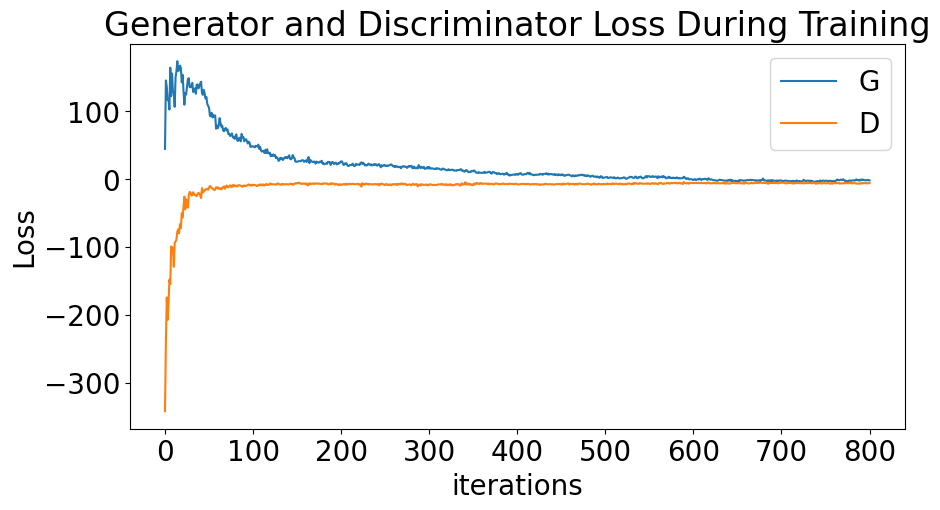 Generator and Discriminator Loss During Training
G
D
100
0
−100
−200
−300
Loss
0 100 200 300 400 500 600 700 800
iterations